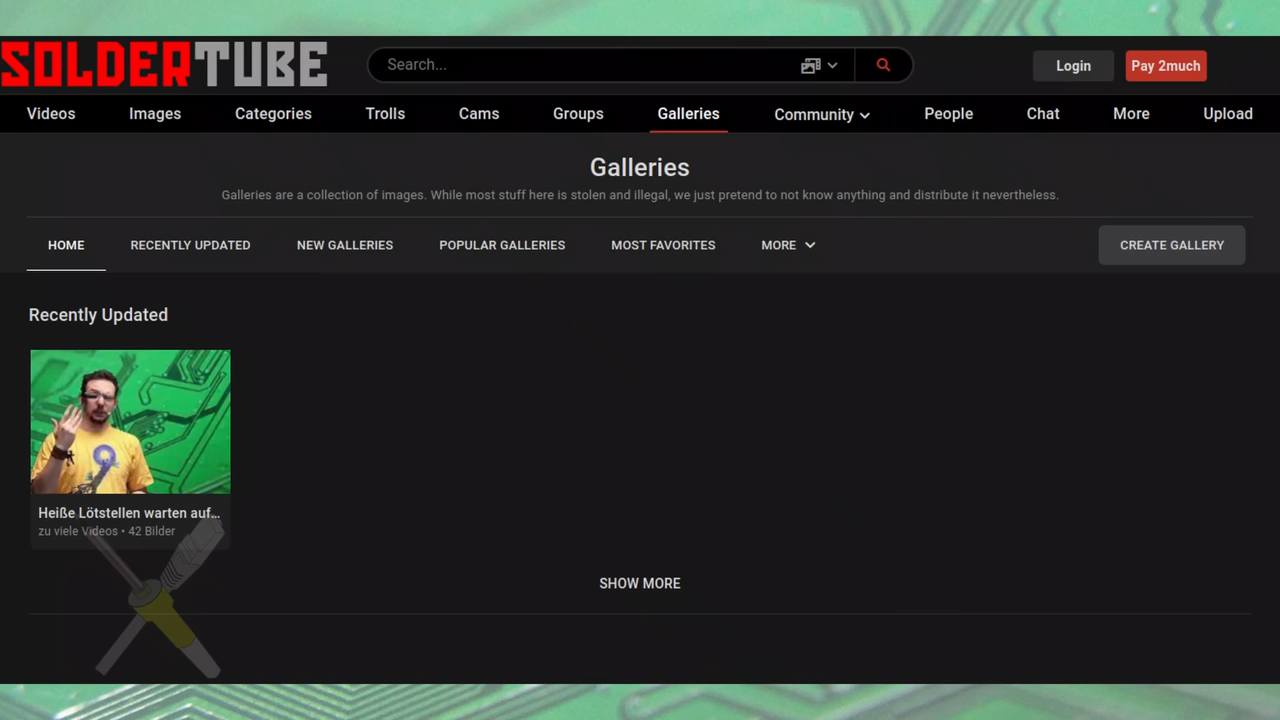 SOLDERTUBE
Search...
Login
Pay 2much
Videos
Images
Categories
Trolls
Cams
Groups
Galleries
Community
People
Chat
More
Upload
Galleries
Galleries are a collection of images. While most stuff here is stolen and illegal, we just pretend to not know anything and distribute it nevertheless.
HOME
RECENTLY UPDATED
NEW GALLERIES
POPULAR GALLERIES
MOST FAVORITES
MORE
CREATE GALLERY
Recently Updated
Heiße Lötstellen warten auf...
zu viele Videos • 42 Bilder
SHOW MORE